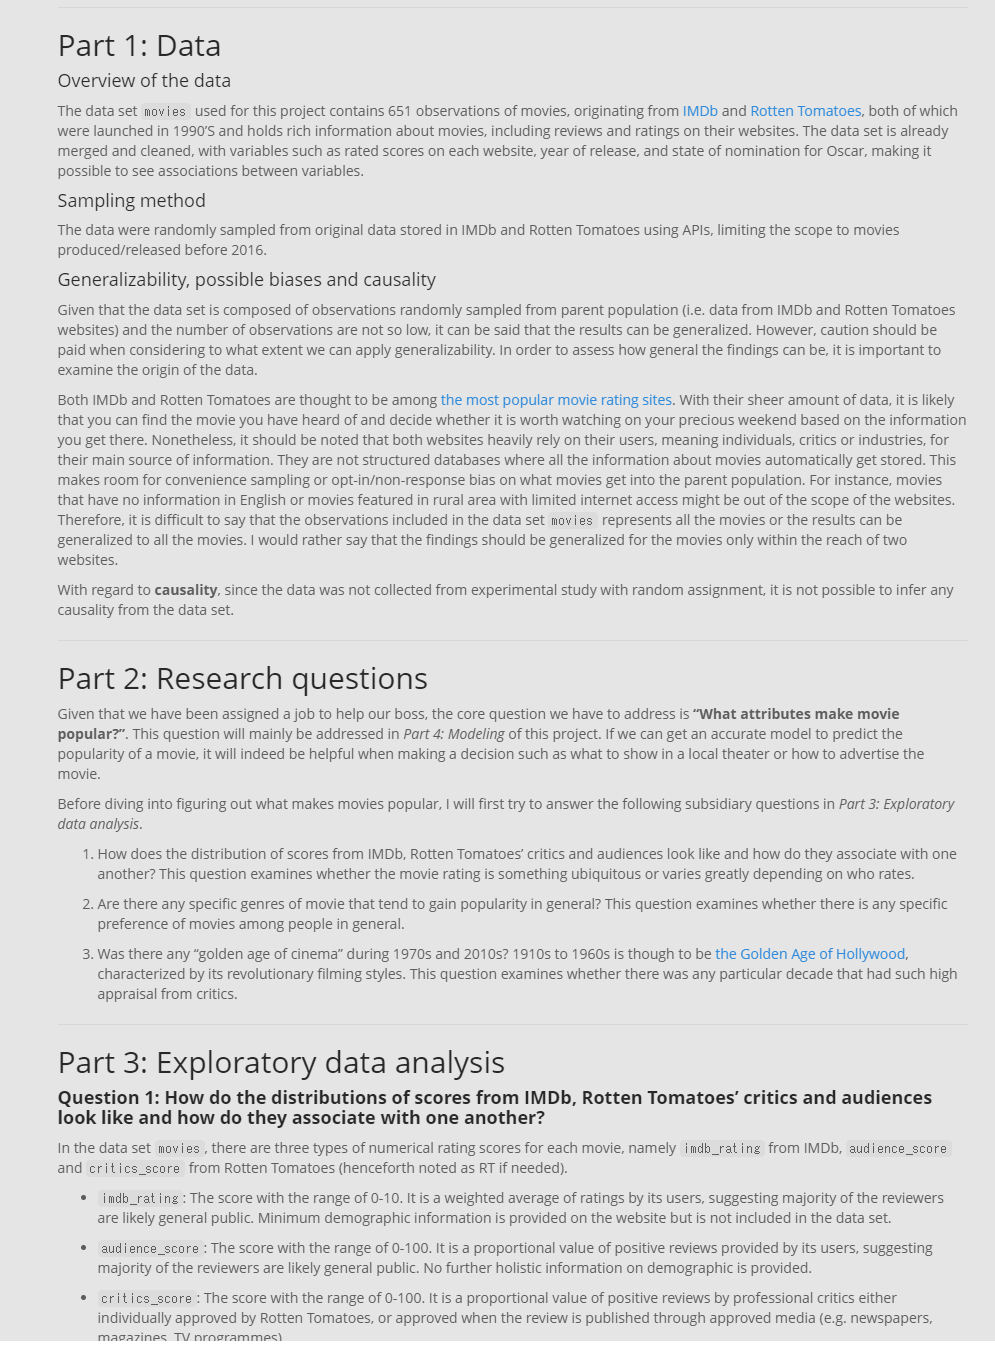 Part 1: Data
Overview of the data
The data set movies used for this project contains 651 observations of movies, originating from IMDb and Rotten Tomatoes, both of which
were launched in 1990'S and holds rich information about movies, including reviews and ratings on their websites. The data set is already
merged and cleaned, with variables such as rated scores on each website, year of release, and state of nomination for Oscar, making it
possible to see associations between variables.
Sampling method
The data were randomly sampled from original data stored in IMDb and Rotten Tomatoes using APIs, limiting the scope to movies
produced/released before 2016.
Generalizability, possible biases and causality
Given that the data set is composed of observations randomly sampled from parent population (i.e. data from IMDb and Rotten Tomatoes
websites) and the number of observations are not so low, it can be said that the results can be generalized. However, caution should be
paid when considering to what extent we can apply generalizability. In order to assess how general the findings can be, it is important to
examine the origin of the data.
Both IMDb and Rotten Tomatoes are thought to be among the most popular movie rating sites. With their sheer amount of data, it is likely
that you can find the movie you have heard of and decide whether it is worth watching on your precious weekend based on the information
you get there. Nonetheless, it should be noted that both websites heavily rely on their users, meaning individuals, critics or industries, for
their main source of information. They are not structured databases where all the information about movies automatically get stored. This
makes room for convenience sampling or opt-in/non-response bias on what movies get into the parent population. For instance, movies
that have no information in English or movies featured in rural area with limited internet access might be out of the scope of the websites.
Therefore, it is difficult to say that the observations included in the data set movies represents all the movies or the results can be
generalized to all the movies. I would rather say that the findings should be generalized for the movies only within the reach of two
websites.
With regard to causality, since the data was not collected from experimental study with random assignment, it is not possible to infer any
causality from the data set.
Part 2: Research questions
Given that we have been assigned a job to help our boss, the core question we have to address is “What attributes make movie
popular?”. This question will mainly be addressed in Part 4: Modeling of this project. If we can get an accurate model to predict the
popularity of a movie, it will indeed be helpful when making a decision such as what to show in a local theater or how to advertise the
movie.
Before diving into figuring out what makes movies popular, I will first try to answer the following subsidiary questions in Part 3: Exploratory
data analysis.
1. How does the distribution of scores from IMDb, Rotten Tomatoes’ critics and audiences look like and how do they associate with one
another? This question examines whether the movie rating is something ubiquitous or varies greatly depending on who rates.
2. Are there any specific genres of movie that tend to gain popularity in general? This question examines whether there is any specific
preference of movies among people in general.
3. Was there any “golden age of cinema” during 1970s and 2010s? 1910s to 1960s is though to be the Golden Age of Hollywood,
characterized by its revolutionary filming styles. This question examines whether there was any particular decade that had such high
appraisal from critics.
Part 3: Exploratory data analysis
Question 1: How do the distributions of scores from IMDb, Rotten Tomatoes’ critics and audiences
look like and how do they associate with one another?
In the data set movies, there are three types of numerical rating scores for each movie, namely imdb_rating from IMDb, audience_score
and critics_score from Rotten Tomatoes (henceforth noted as RT if needed).
• imdb_rating: The score with the range of 0-10. It is a weighted average of ratings by its users, suggesting majority of the reviewers
are likely general public. Minimum demographic information is provided on the website but is not included in the data set.
• audience_score: The score with the range of 0-100. It is a proportional value of positive reviews provided by its users, suggesting
majority of the reviewers are likely general public. No further holistic information on demographic is provided.
• critics_score: The score with the range of 0-100. It is a proportional value of positive reviews by professional critics either
individually approved by Rotten Tomatoes, or approved when the review is published through approved media (e.g. newspapers,
magazines, TV programmes)